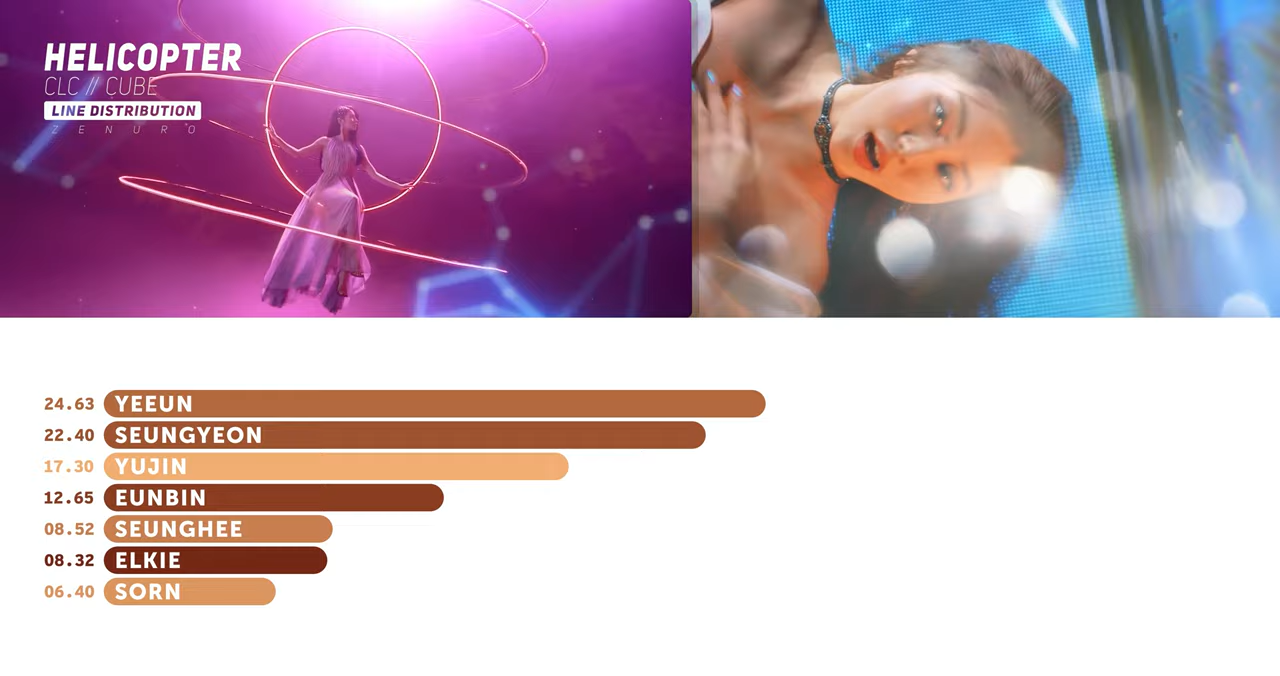 HELICOPTER
CLC // CUBE
LINE DISTRIBUTION
ZENURO
24.63 YEEUN
22.40 SEUNGYEON
17.30 YUJIN
12.65 EUNBIN
08.52 SEUNGHEE
08.32 ELKIE
06.40 SORN